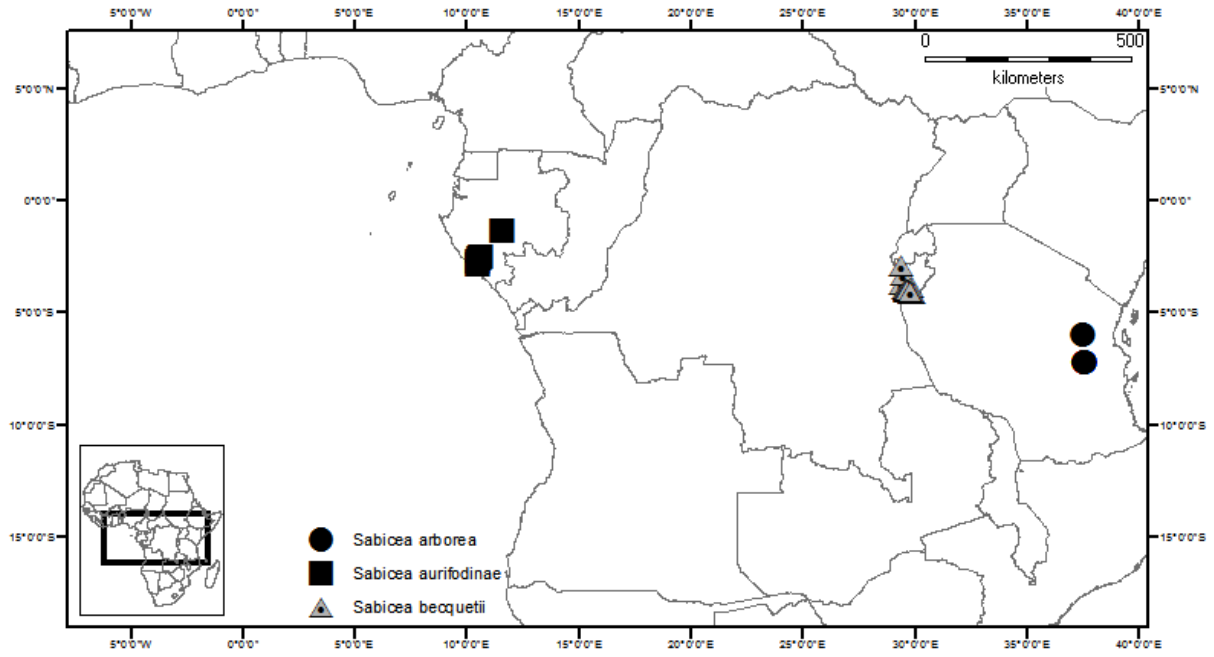 5°0'0"W 0°0'0" 5°0'0"E 10°0'0"E 15°0'0"E 20°0'0"E 25°0'0"E 30°0'0"E 35°0'0"E 40°0'0"E
0 500
kilometers
5°0'0"N 5°0'0"N
0°0'0" 0°0'0"
5°0'0"S 5°0'0"S
10°0'0"S 10°0'0"S
15°0'0"S 15°0'0"S
Sabicea arborea
Sabicea aurifodinae
Sabicea becquetii
5°0'0"W 0°0'0" 5°0'0"E 10°0'0"E 15°0'0"E 20°0'0"E 25°0'0"E 30°0'0"E 35°0'0"E 40°0'0"E